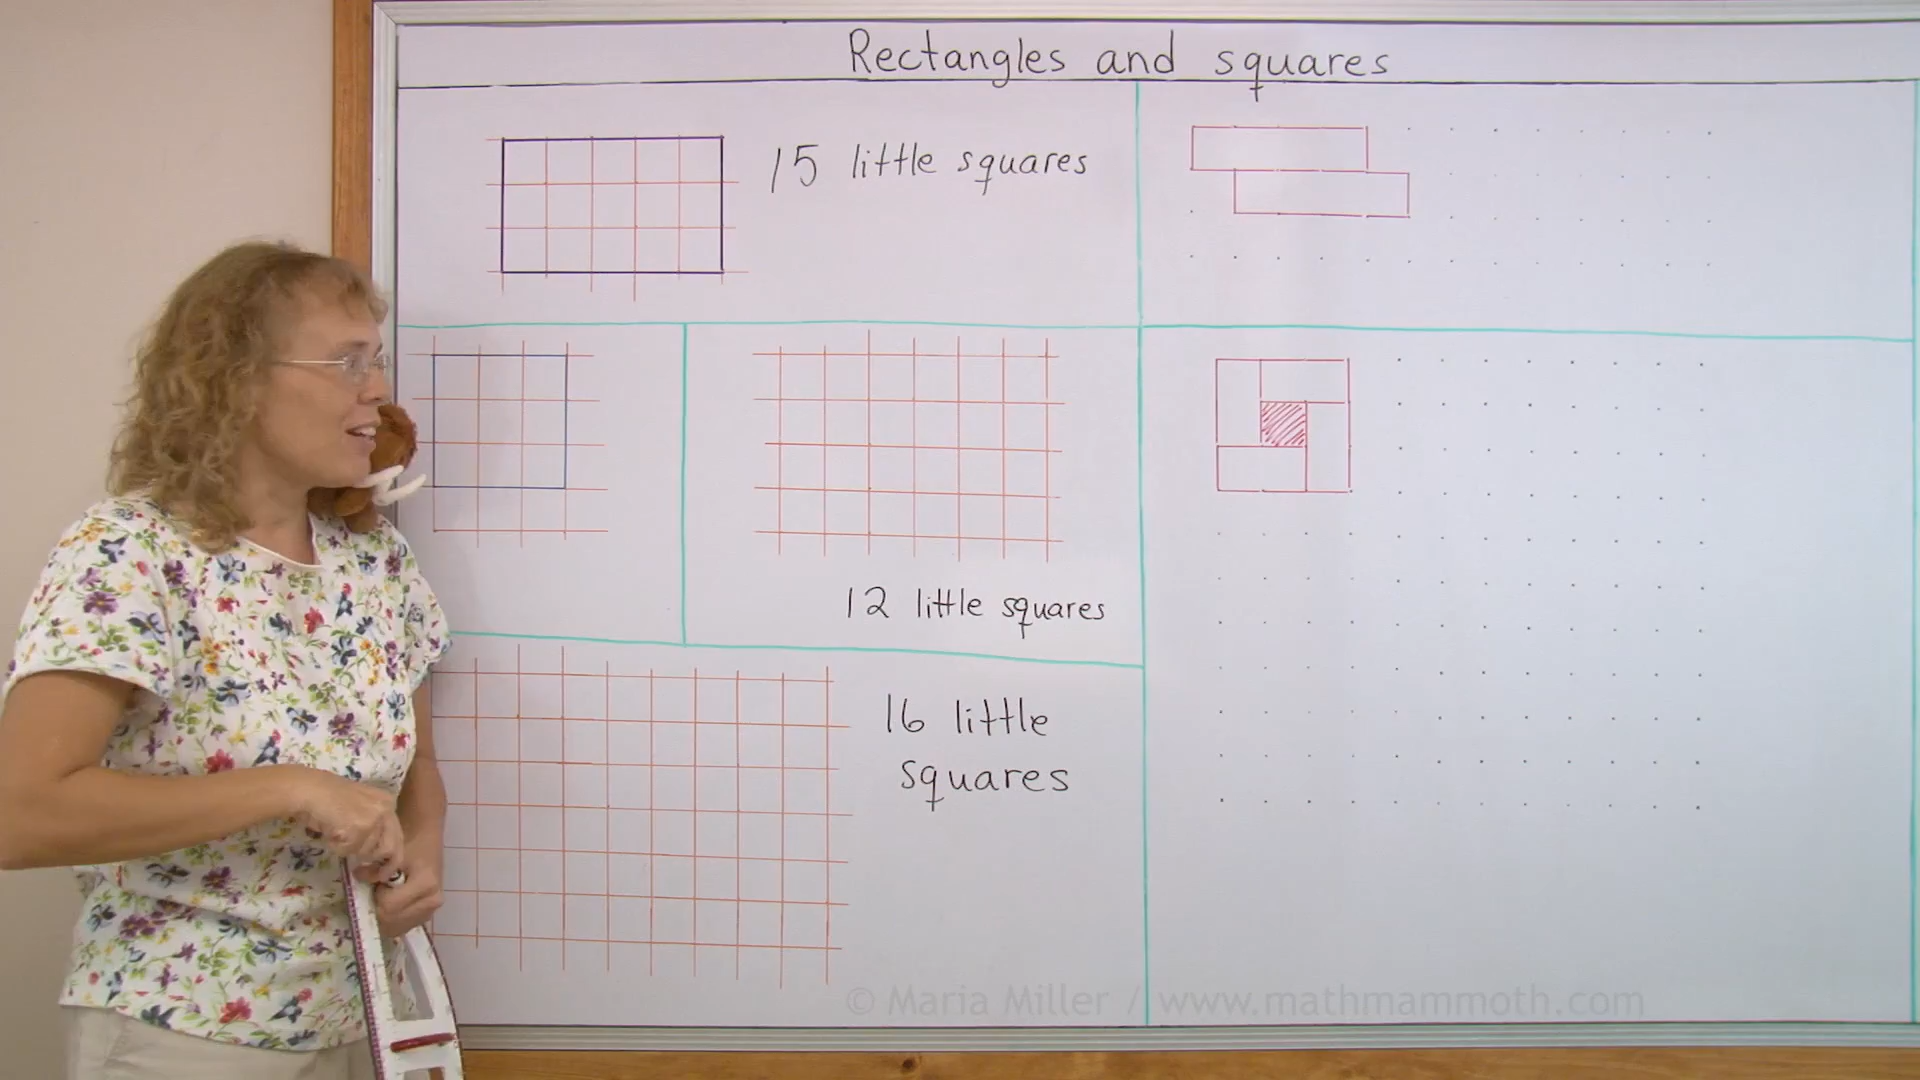 Rectangles and squares
15 little squares
12 little squares
16 little
squares
© Maria Miller / www.mathmammoth.com